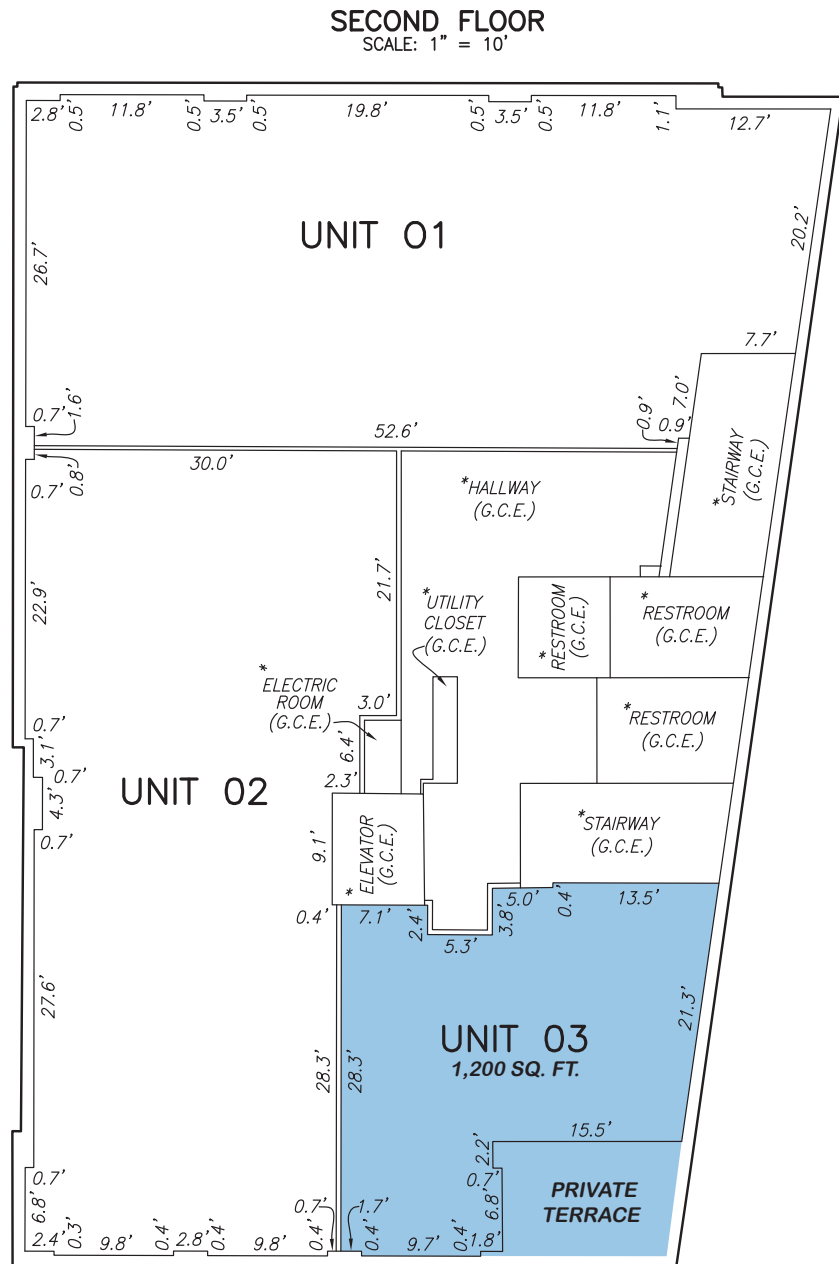 SECOND FLOOR
SCALE: 1" = 10'
2.8'
0.5'
11.8'
0.5'
3.5'
0.5'
19.8'
0.5'
3.5'
0.5'
11.8'
1.1'
12.7'
UNIT 01
26.7'
20.2'
7.7'
7.0'
0.7'
1.6'
52.6'
0.9'
0.9'
30.0'
0.7'
0.8'
*HALLWAY
(G.C.E.)
*STAIRWAY
(G.C.E.)
22.9'
21.7'
*UTILITY
CLOSET
(G.C.E.)
*RESTROOM
(G.C.E.)
*RESTROOM
(G.C.E.)
*
ELECTRIC
ROOM
(G.C.E.)
3.0'
*RESTROOM
(G.C.E.)
0.7'
3.1'
0.7'
6.4'
2.3'
UNIT 02
4.3'
0.7'
9.1'
* ELEVATOR
(G.C.E.)
*STAIRWAY
(G.C.E.)
0.4'
7.1'
2.4'
5.3'
3.8'
5.0'
0.4'
13.5'
27.6'
21.3'
UNIT 03
1,200 SQ. FT.
28.3'
28.3'
15.5'
2.2'
0.7'
0.7'
6.8'
6.8'
PRIVATE
TERRACE
2.4'
0.3'
9.8'
0.4'
2.8'
0.4'
9.8'
0.4'
0.7'
1.7'
0.4'
9.7'
0.4'
1.8'